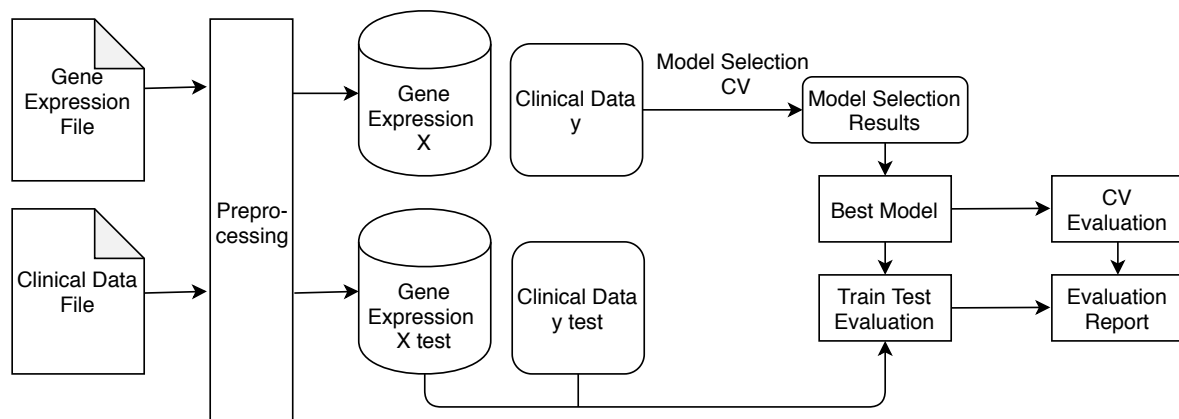 Gene
Expression
File
Clinical Data
File
Prepro-
cessing
Gene
Expression
X
Clinical Data
y
Gene
Expression
X test
Clinical Data
y test
Model Selection
CV
Model Selection
Results
Best Model
CV
Evaluation
Train Test
Evaluation
Evaluation
Report